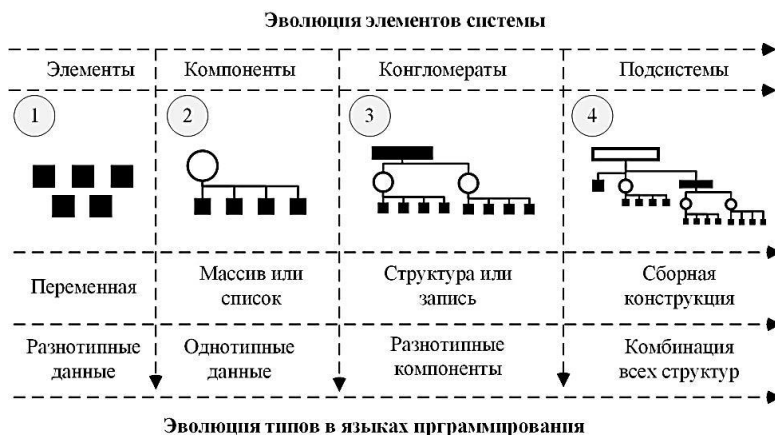 Эволюция элементов системы
Элементы Компоненты Конгломераты Подсистемы
1 2 3 4
Переменная
Массив или
список
Структура или
запись
Сборная
конструкция
Разнотипные
данные
Однотипные
данные
Разнотипные
компоненты
Комбинация
всех структур
Эволюция типов в языках прграммирования